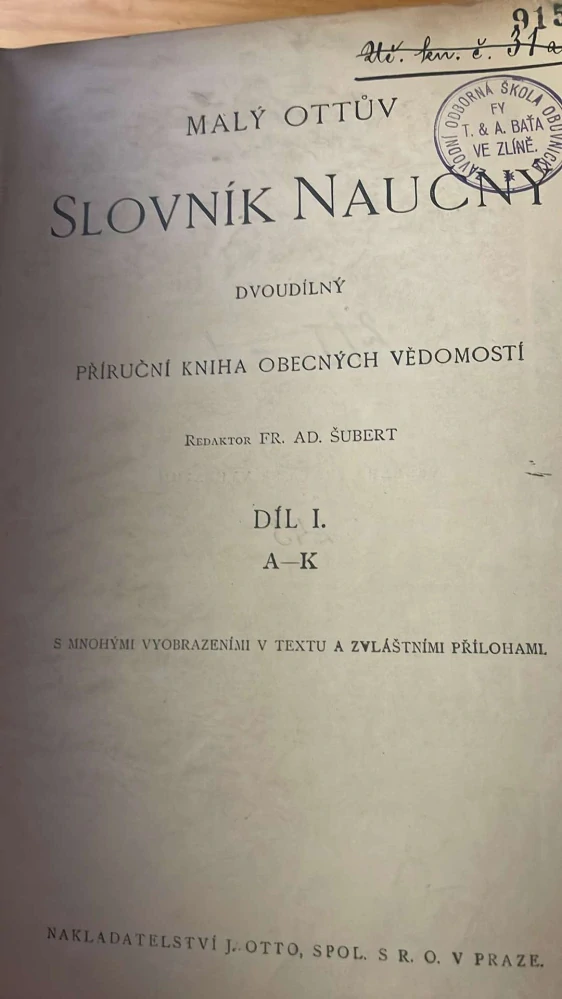 915
Uč. kn. č. 31a
ZÁVODNÍ ODBORNÁ ŠKOLA OBUVNICKÁ
FY
T. & A. BAŤA
VE ZLÍNĚ.
MALÝ OTTŮV
SLOVNÍK NAUČNÝ
DVOUDÍLNÝ
PŘÍRUČNÍ KNIHA OBECNÝCH VĚDOMOSTÍ
REDAKTOR FR. AD. ŠUBERT
DÍL I.
A—K
S MNOHÝMI VYOBRAZENÍMI V TEXTU A ZVLÁŠTNÍMI PŘÍLOHAMI.
NAKLADATELSTVÍ J. OTTO, SPOL. S R. O. V PRAZE.